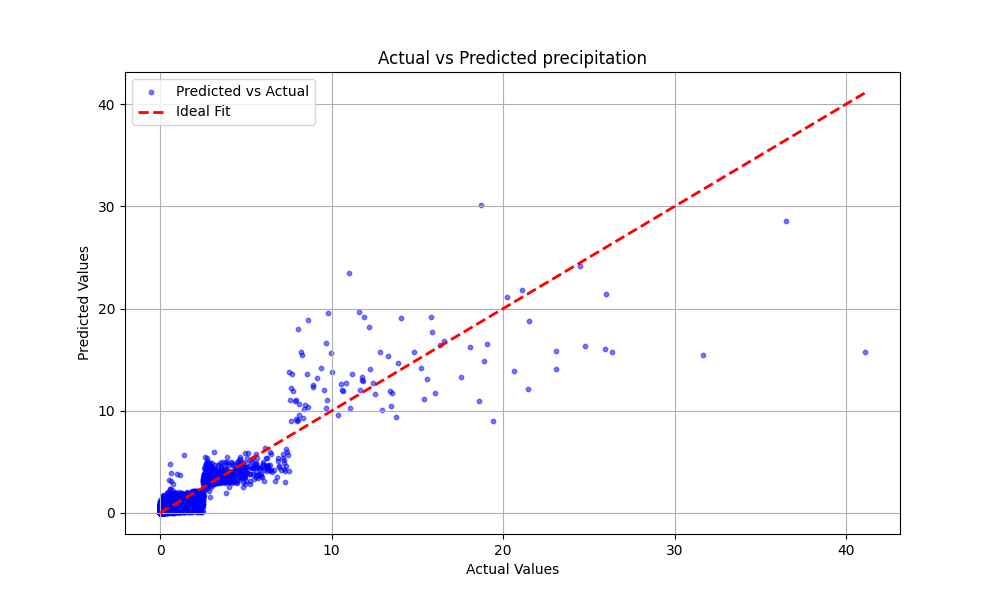 Actual vs Predicted precipitation
Predicted vs Actual
Ideal Fit
40
30
20
10
0
Predicted Values
0 10 20 30 40
Actual Values